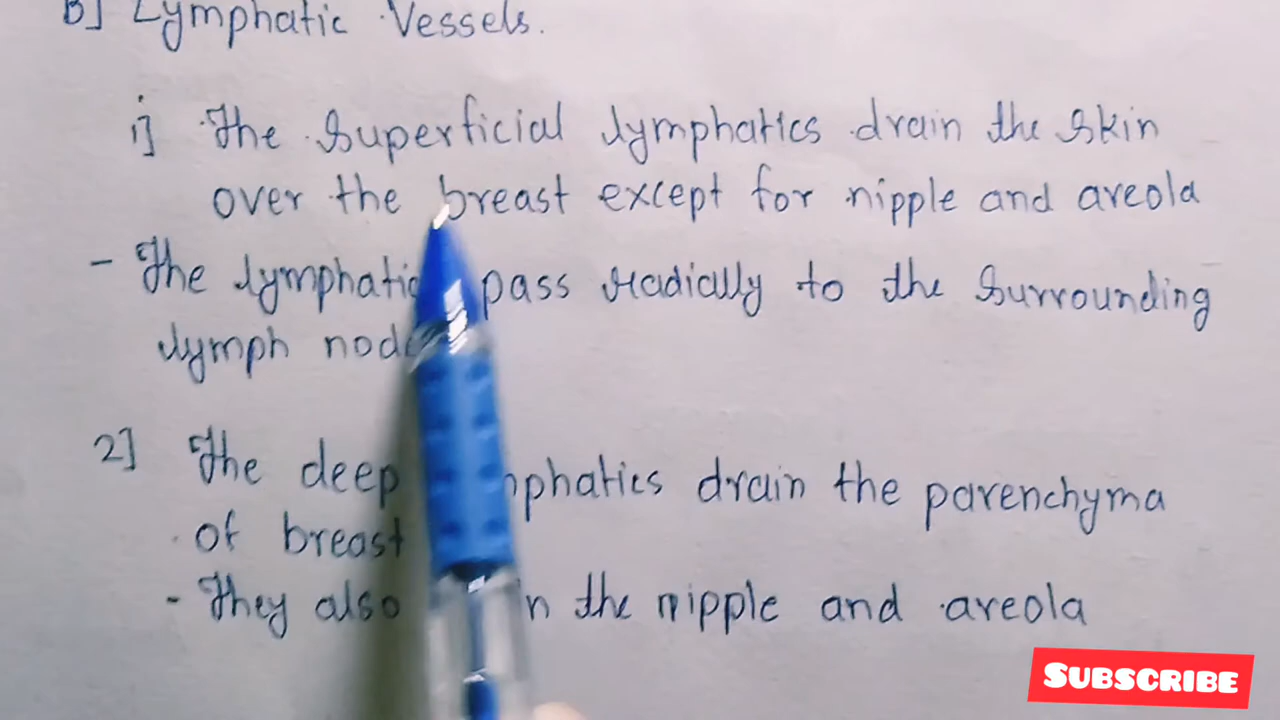 B] Lymphatic Vessels.
1] The Superficial lymphatics drain the skin
over the breast except for nipple and areola
- The lymphatic pass radially to the surrounding
lymph
2] The deep drain the parenchyma
of breast
- They also the nipple and areola
SUBSCRIBE